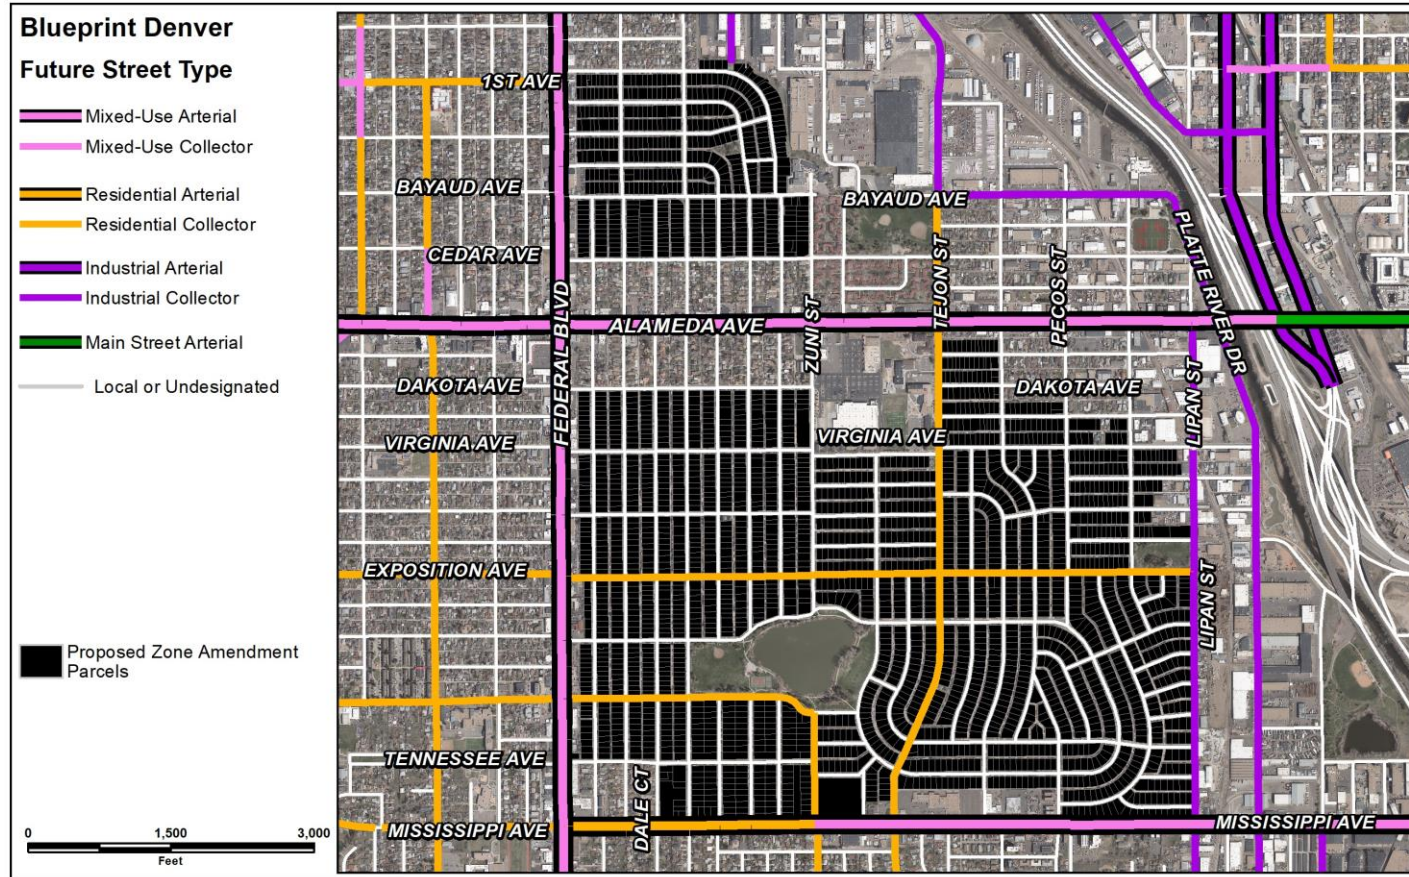 Blueprint Denver
Future Street Type
Mixed-Use Arterial
Mixed-Use Collector
Residential Arterial
Residential Collector
Industrial Arterial
Industrial Collector
Main Street Arterial
Local or Undesignated
Proposed Zone Amendment
Parcels
0 1,500 3,000
Feet
1ST AVE
BAYAUD AVE
BAYAUD AVE
CEDAR AVE
FEDERAL BLVD
ALAMEDA AVE
ZUNI ST
TEJON ST
PECOS ST
PLATTE RIVER DR
DAKOTA AVE
DAKOTA AVE
LIPAN ST
VIRGINIA AVE
VIRGINIA AVE
EXPOSITION AVE
LIPAN ST
TENNESSEE AVE
DALE CT
MISSISSIPPI AVE
MISSISSIPPI AVE